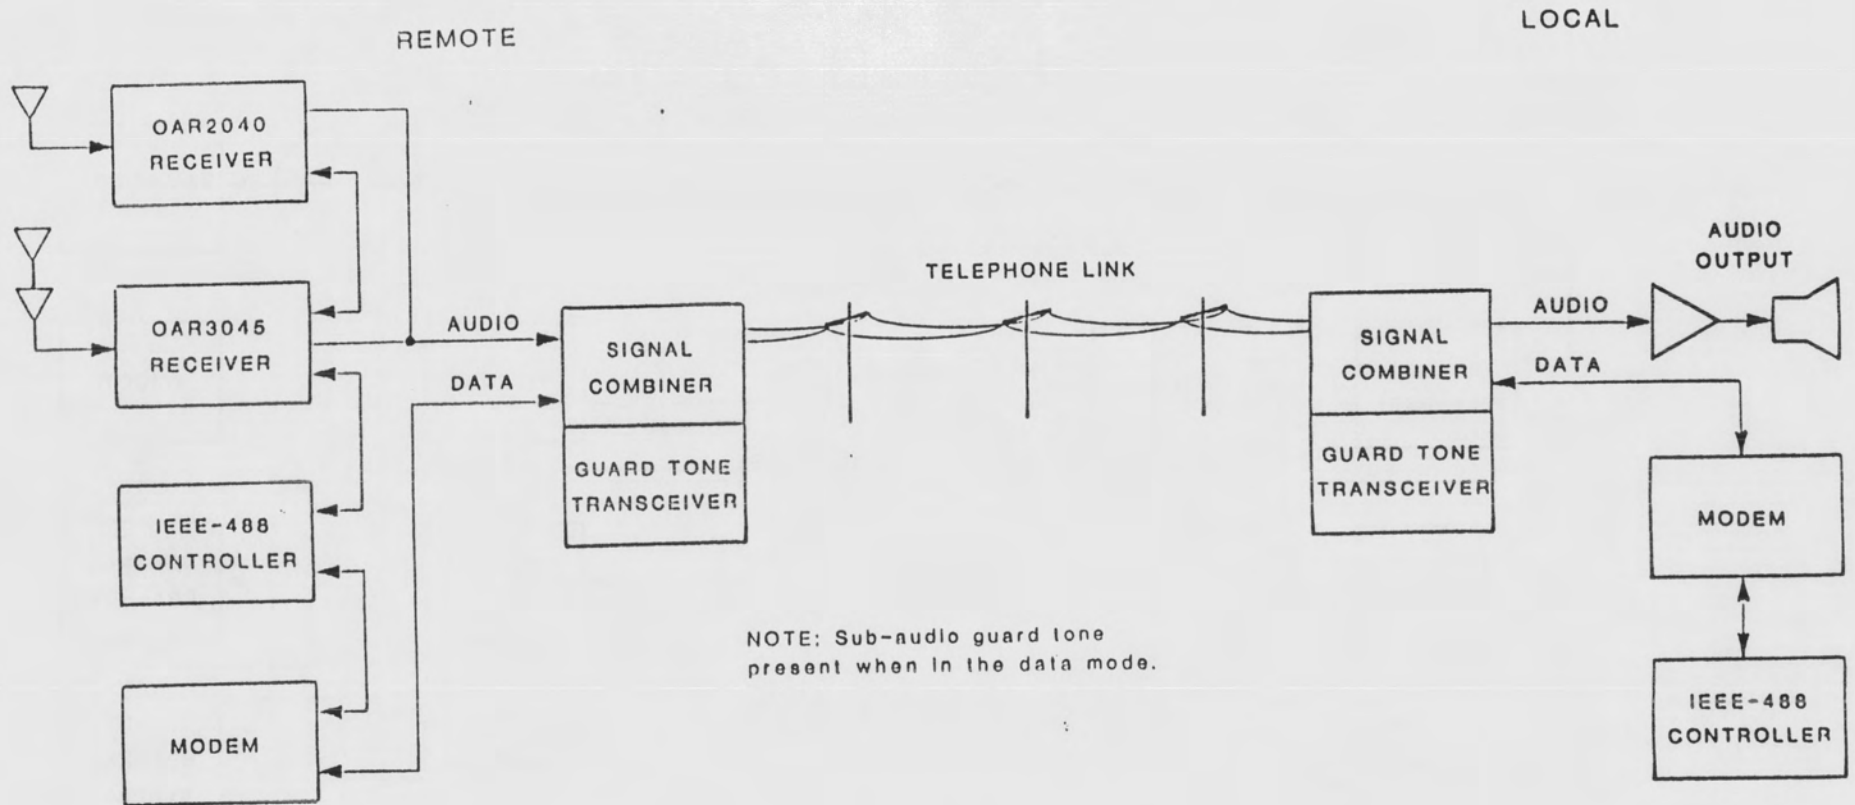 REMOTE
LOCAL
OAR2040
RECEIVER
OAR3045
RECEIVER
IEEE-488
CONTROLLER
MODEM
AUDIO
DATA
SIGNAL
COMBINER
GUARD TONE
TRANSCEIVER
TELEPHONE LINK
NOTE: Sub-audio guard tone
present when in the data mode.
SIGNAL
COMBINER
GUARD TONE
TRANSCEIVER
AUDIO
DATA
AUDIO
OUTPUT
MODEM
IEEE-488
CONTROLLER